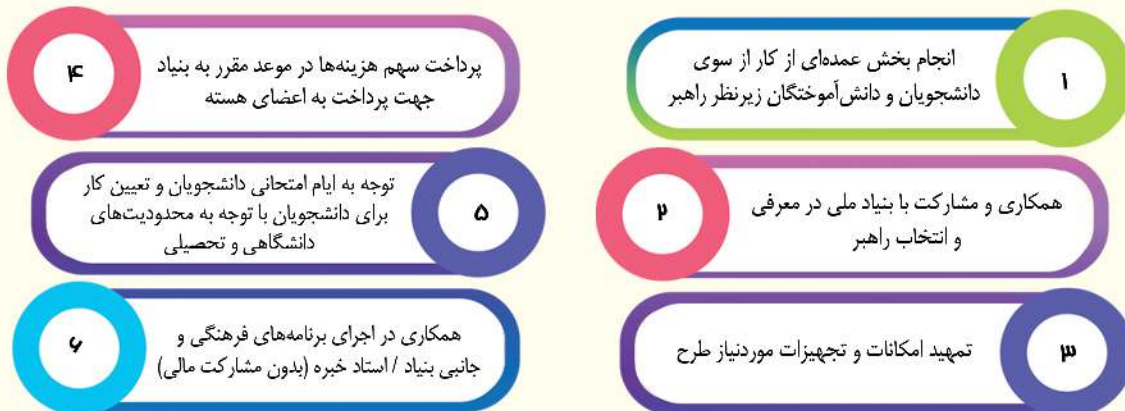 ۱
انجام بخش عمده‌ای از کار از سوی
دانشجویان و دانش‌آموختگان زیرنظر راهبر
۲
همکاری و مشارکت با بنیاد ملی در معرفی
و انتخاب راهبر
۳
تمهید امکانات و تجهیزات موردنیاز طرح
۴
پرداخت سهم هزینه‌ها در موعد مقرر به بنیاد
جهت پرداخت به اعضای هسته
۵
توجه به ایام امتحانی دانشجویان و تعیین کار
برای دانشجویان با توجه به محدودیت‌های
دانشگاهی و تحصیلی
۶
همکاری در اجرای برنامه‌های فرهنگی و
جانبی بنیاد / استاد خبره (بدون مشارکت مالی)